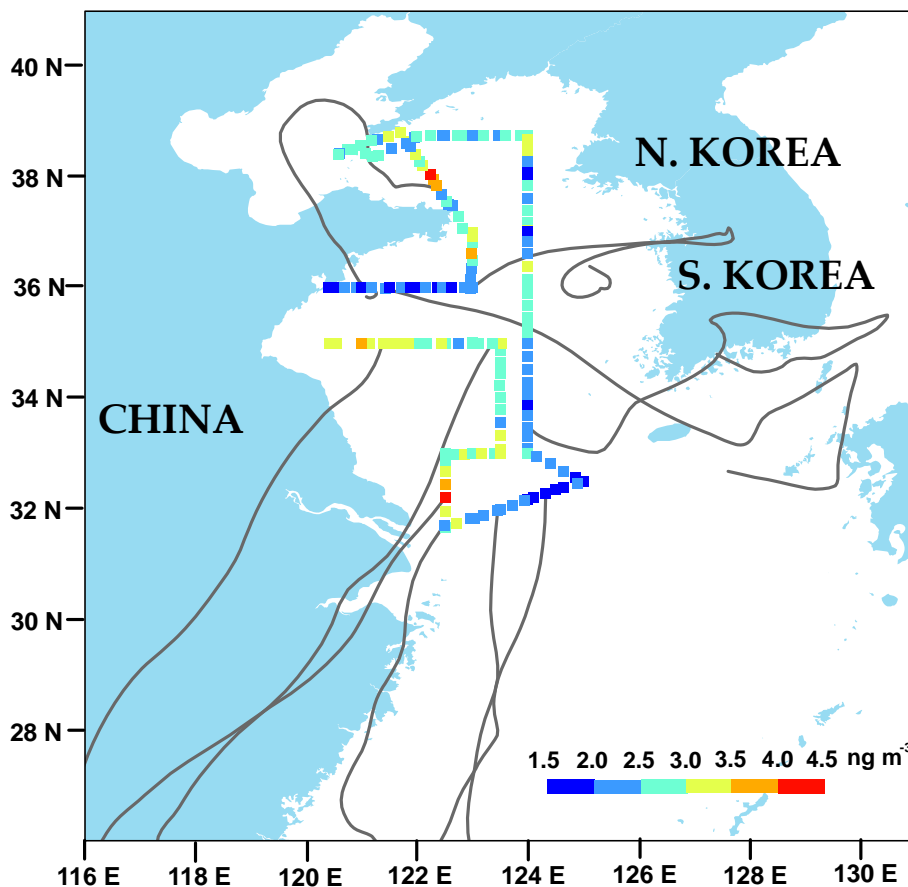 40 N
38 N
36 N
34 N
32 N
30 N
28 N
N. KOREA
S. KOREA
CHINA
1.5 2.0 2.5 3.0 3.5 4.0 4.5 ng m⁻³
116 E 118 E 120 E 122 E 124 E 126 E 128 E 130 E